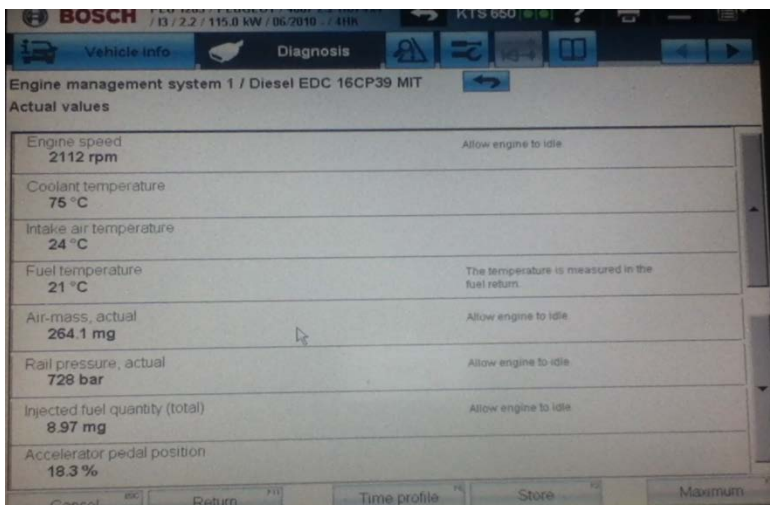 BOSCH
/ I3 / 2.2 / 115.0 kW / 06/2010 - / 4HK
KTS 650
?
Vehicle info
Diagnosis
Engine management system 1 / Diesel EDC 16CP39 MIT
Actual values
Engine speed
Allow engine to idle
2112 rpm
Coolant temperature
75 °C
Intake air temperature
24 °C
Fuel temperature
The temperature is measured in the
21 °C
fuel return.
Air-mass, actual
Allow engine to idle.
264.1 mg
Rail pressure, actual
Allow engine to idle.
728 bar
Injected fuel quantity (total)
Allow engine to idle.
8.97 mg
Accelerator pedal position
18.3 %
Cancel ESC
Return F11
Time profile
Store
Maximum